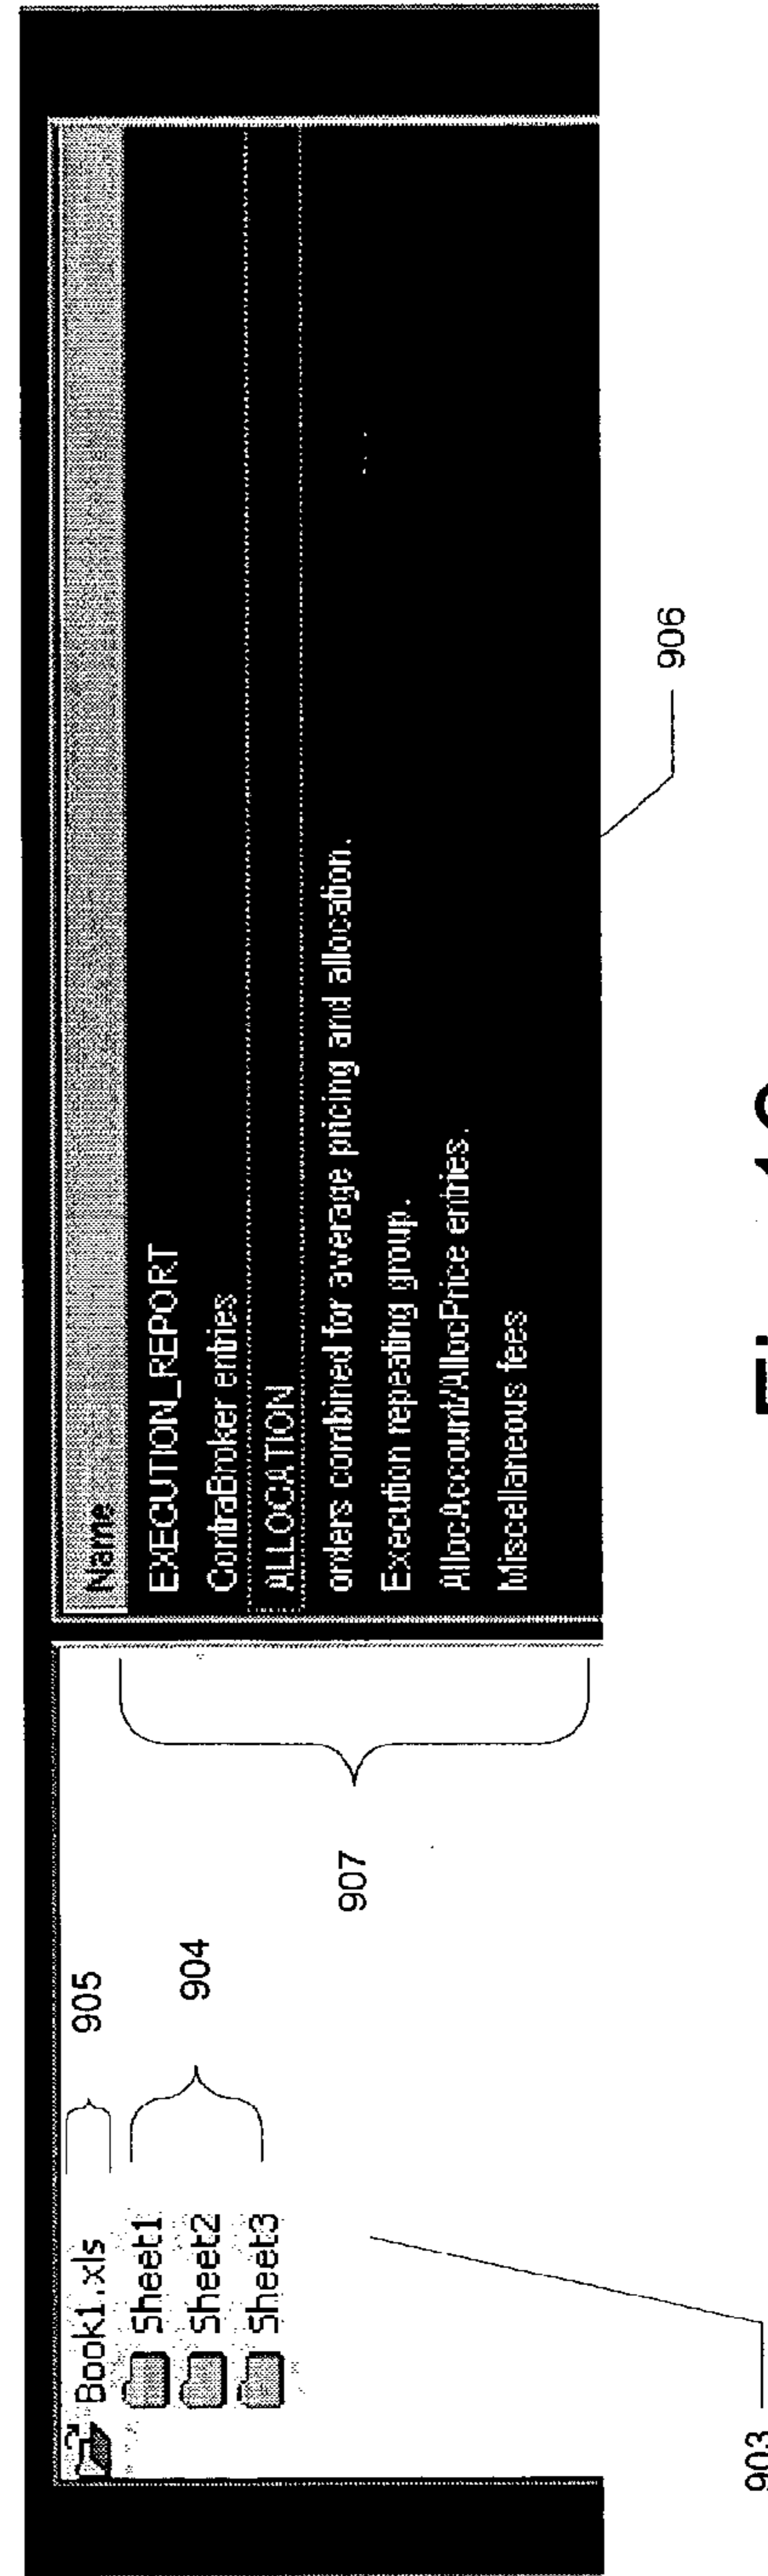 Book1.xls
Sheet1
Sheet2
Sheet3
905
904
907
903
Name
EXECUTION_REPORT
ContraBroker entries
ALLOCATION
orders combined for average pricing and allocation.
Execution repeating group.
AllocAccount/AllocPrice entries.
Miscellaneous fees
906